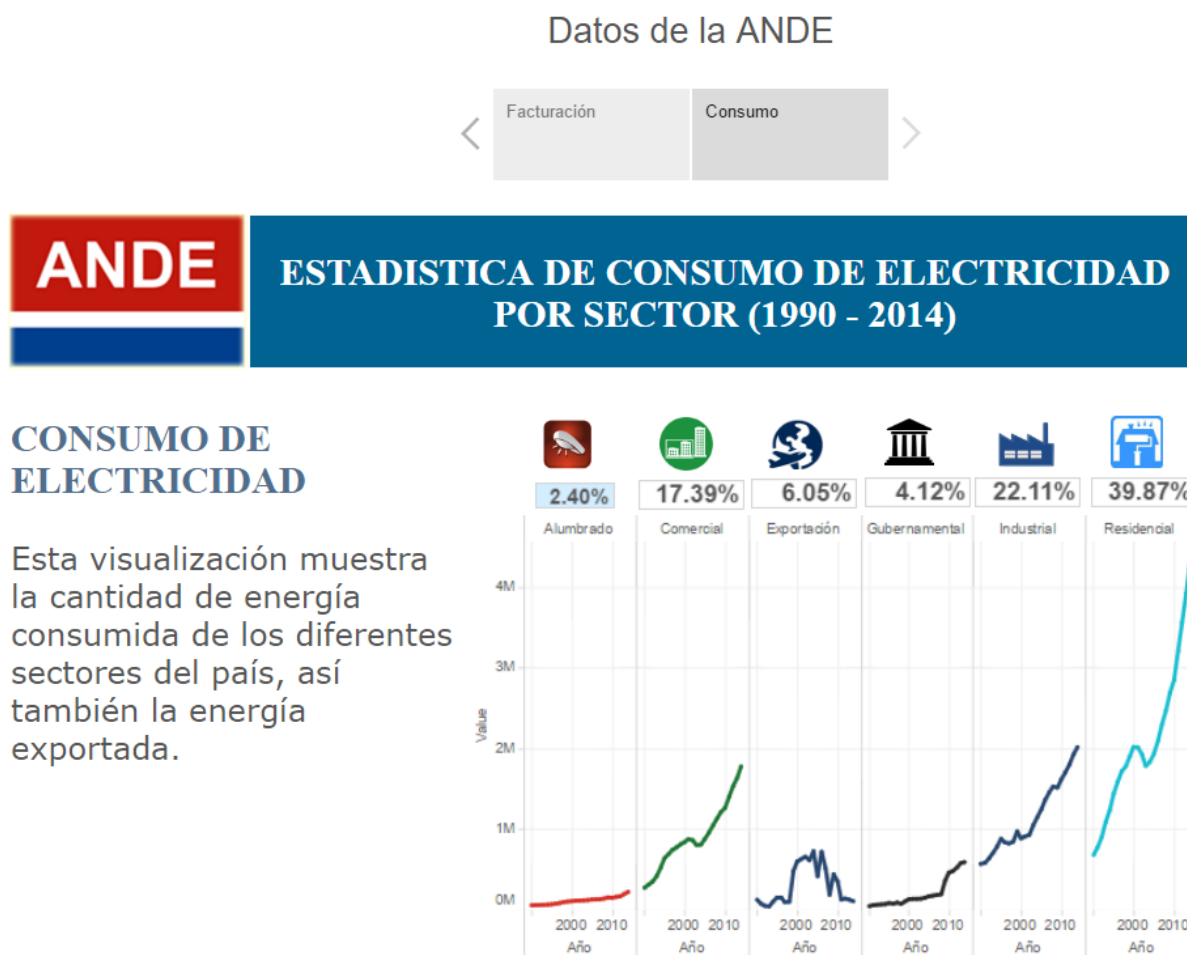 Datos de la ANDE
Facturación
Consumo
ANDE
ESTADISTICA DE CONSUMO DE ELECTRICIDAD
POR SECTOR (1990 - 2014)
CONSUMO DE
ELECTRICIDAD
Esta visualización muestra
la cantidad de energía
consumida de los diferentes
sectores del país, así
también la energía
exportada.
2.40% 17.39% 6.05% 4.12% 22.11% 39.87%
Alumbrado Comercial Exportación Gubernamental Industrial Residencial
4M
3M
Value
2M
1M
0M
2000 2010 2000 2010 2000 2010 2000 2010 2000 2010 2000 2010
Año Año Año Año Año Año